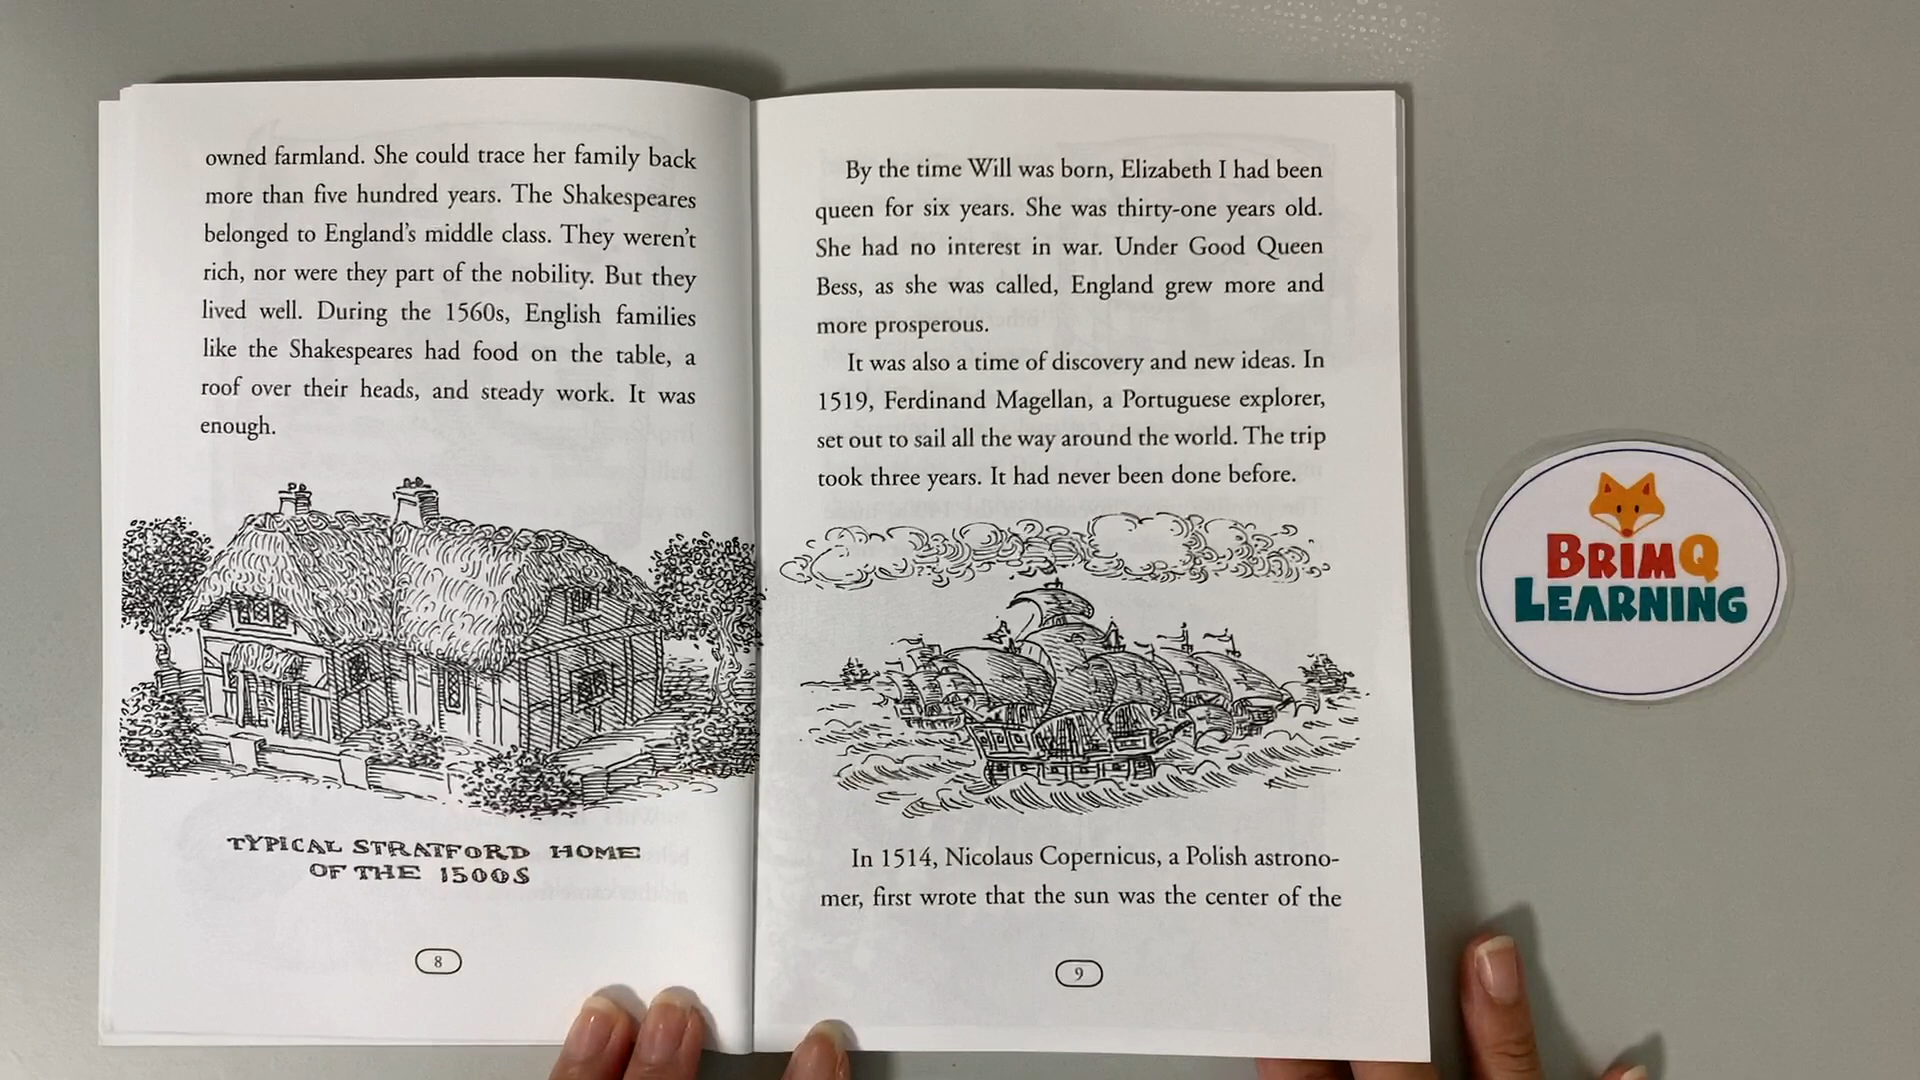 owned farmland. She could trace her family back
more than five hundred years. The Shakespeares
belonged to England's middle class. They weren't
rich, nor were they part of the nobility. But they
lived well. During the 1560s, English families
like the Shakespeares had food on the table, a
roof over their heads, and steady work. It was
enough.
TYPICAL STRATFORD HOME
OF THE 1500S
8
By the time Will was born, Elizabeth I had been
queen for six years. She was thirty-one years old.
She had no interest in war. Under Good Queen
Bess, as she was called, England grew more and
more prosperous.
It was also a time of discovery and new ideas. In
1519, Ferdinand Magellan, a Portuguese explorer,
set out to sail all the way around the world. The trip
took three years. It had never been done before.
In 1514, Nicolaus Copernicus, a Polish astrono-
mer, first wrote that the sun was the center of the
9
BRIMQ
LEARNING